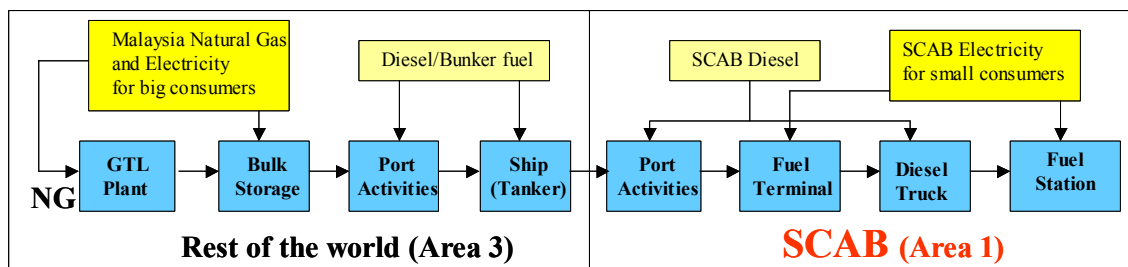 Malaysia Natural Gas
and Electricity
for big consumers
Diesel/Bunker fuel
SCAB Diesel
SCAB Electricity
for small consumers
NG
GTL
Plant
Bulk
Storage
Port
Activities
Ship
(Tanker)
Port
Activities
Fuel
Terminal
Diesel
Truck
Fuel
Station
Rest of the world (Area 3)
SCAB (Area 1)